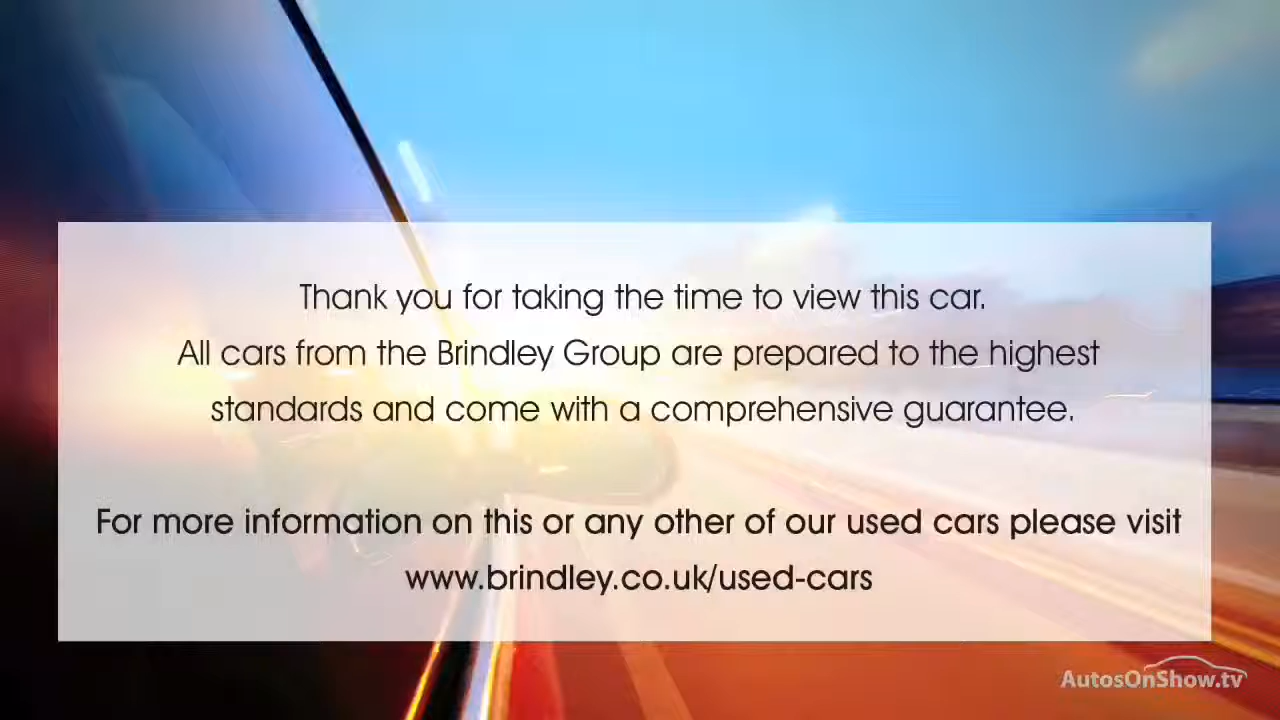 Thank you for taking the time to view this car.
All cars from the Brindley Group are prepared to the highest
standards and come with a comprehensive guarantee.
For more information on this or any other of our used cars please visit
www.brindley.co.uk/used-cars
AutosOnShow.tv